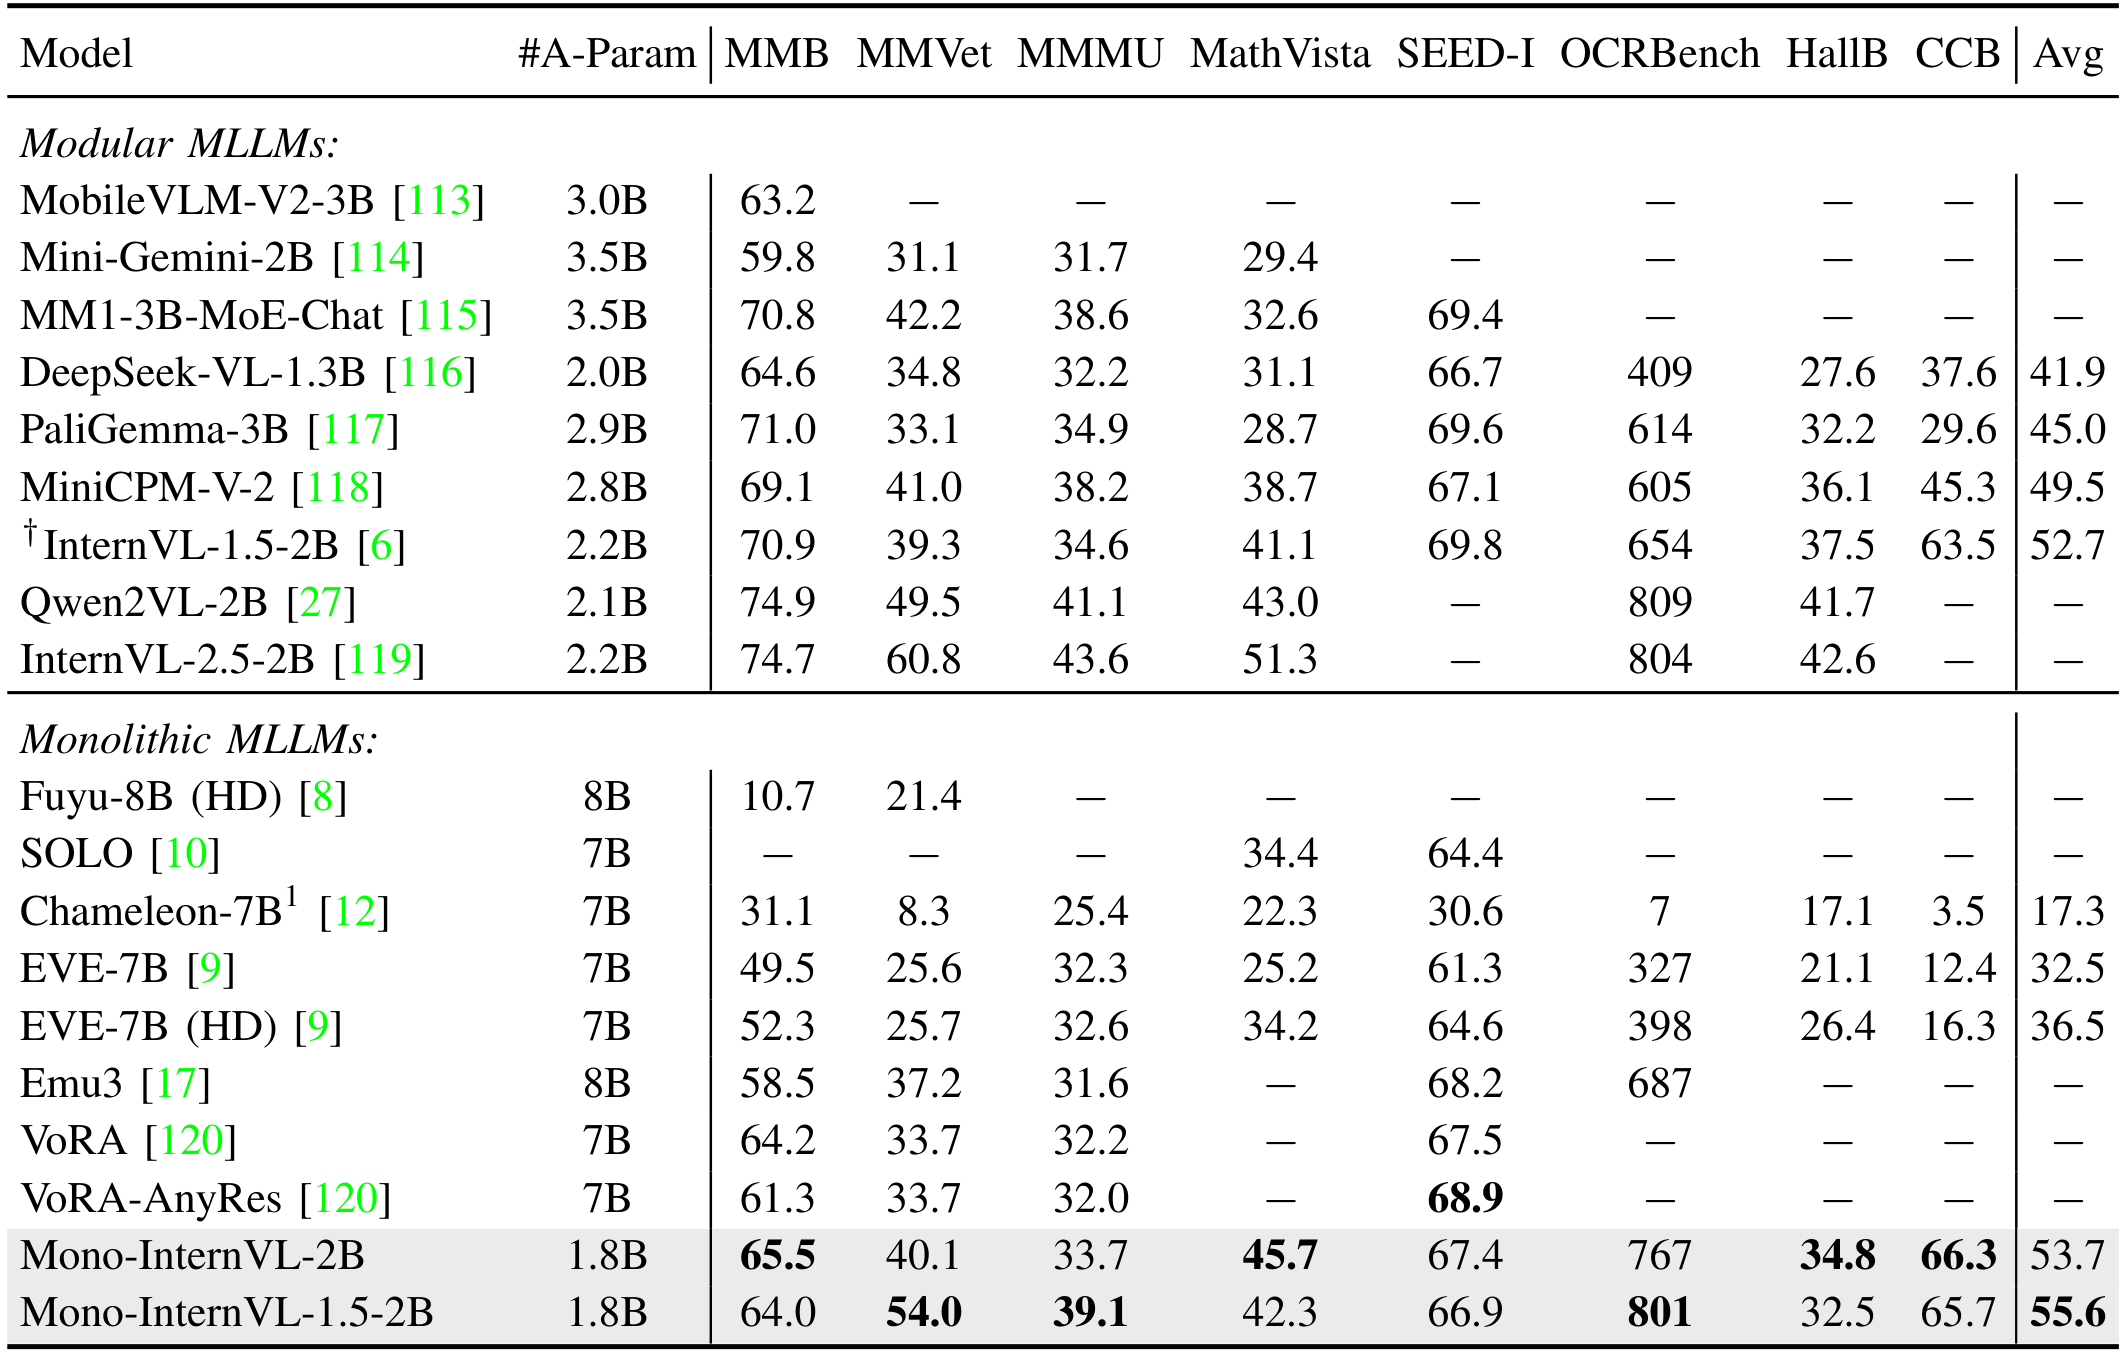 Model #A-Param MMB MMVet MMMU MathVista SEED-I OCRBench HallB CCB Avg
Modular MLLMs:
MobileVLM-V2-3B [113] 3.0B 63.2 – – – – – – – –
Mini-Gemini-2B [114] 3.5B 59.8 31.1 31.7 29.4 – – – – –
MM1-3B-MoE-Chat [115] 3.5B 70.8 42.2 38.6 32.6 69.4 – – – –
DeepSeek-VL-1.3B [116] 2.0B 64.6 34.8 32.2 31.1 66.7 409 27.6 37.6 41.9
PaliGemma-3B [117] 2.9B 71.0 33.1 34.9 28.7 69.6 614 32.2 29.6 45.0
MiniCPM-V-2 [118] 2.8B 69.1 41.0 38.2 38.7 67.1 605 36.1 45.3 49.5
†InternVL-1.5-2B [6] 2.2B 70.9 39.3 34.6 41.1 69.8 654 37.5 63.5 52.7
Qwen2VL-2B [27] 2.1B 74.9 49.5 41.1 43.0 – 809 41.7 – –
InternVL-2.5-2B [119] 2.2B 74.7 60.8 43.6 51.3 – 804 42.6 – –
Monolithic MLLMs:
Fuyu-8B (HD) [8] 8B 10.7 21.4 – – – – – – –
SOLO [10] 7B – – – 34.4 64.4 – – – –
Chameleon-7B¹ [12] 7B 31.1 8.3 25.4 22.3 30.6 7 17.1 3.5 17.3
EVE-7B [9] 7B 49.5 25.6 32.3 25.2 61.3 327 21.1 12.4 32.5
EVE-7B (HD) [9] 7B 52.3 25.7 32.6 34.2 64.6 398 26.4 16.3 36.5
Emu3 [17] 8B 58.5 37.2 31.6 – 68.2 687 – – –
VoRA [120] 7B 64.2 33.7 32.2 – 67.5 – – – –
VoRA-AnyRes [120] 7B 61.3 33.7 32.0 – 68.9 – – – –
Mono-InternVL-2B 1.8B 65.5 40.1 33.7 45.7 67.4 767 34.8 66.3 53.7
Mono-InternVL-1.5-2B 1.8B 64.0 54.0 39.1 42.3 66.9 801 32.5 65.7 55.6